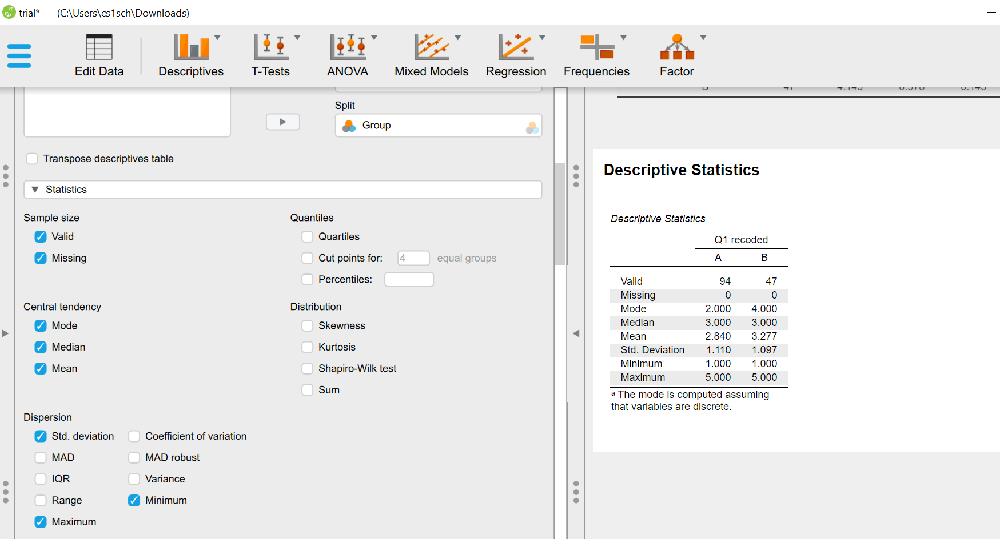 trial* (C:\Users\cs1sch\Downloads)
Edit Data Descriptives T-Tests ANOVA Mixed Models Regression Frequencies Factor
Split
Group
Transpose descriptives table
Statistics
Sample size
Valid
Missing
Quantiles
Quartiles
Cut points for: 4 equal groups
Percentiles:
Central tendency
Mode
Median
Mean
Distribution
Skewness
Kurtosis
Shapiro-Wilk test
Sum
Dispersion
Std. deviation Coefficient of variation
MAD MAD robust
IQR Variance
Range Minimum
Maximum
Descriptive Statistics
Descriptive Statistics
Q1 recoded
A B
Valid 94 47
Missing 0 0
Mode 2.000 4.000
Median 3.000 3.000
Mean 2.840 3.277
Std. Deviation 1.110 1.097
Minimum 1.000 1.000
Maximum 5.000 5.000
ᵃ The mode is computed assuming
that variables are discrete.